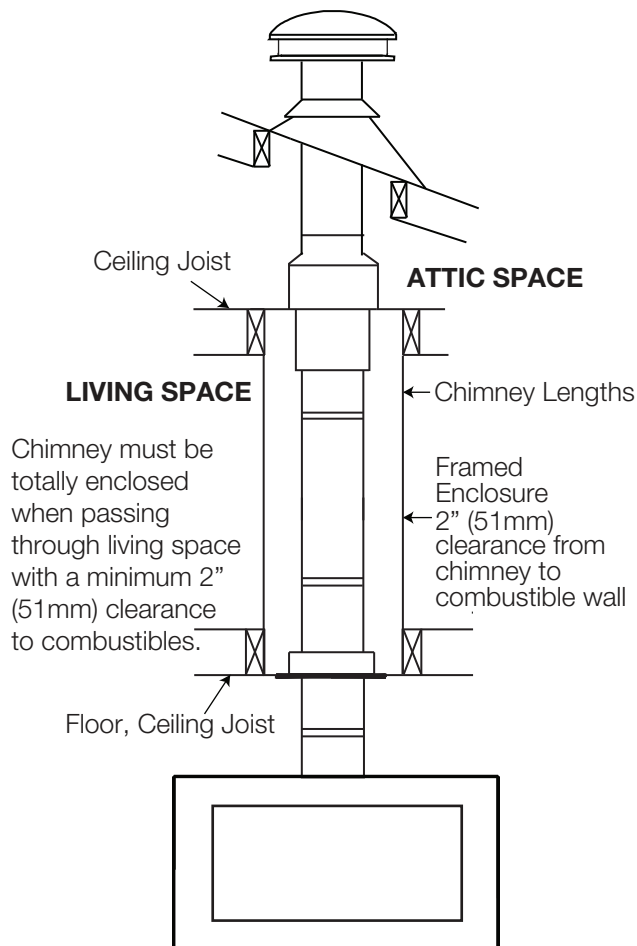 Ceiling Joist
ATTIC SPACE
LIVING SPACE
Chimney Lengths
Chimney must be
totally enclosed
when passing
through living space
with a minimum 2”
(51mm) clearance
to combustibles.
Framed
Enclosure
2” (51mm)
clearance from
chimney to
combustible wall
Floor, Ceiling Joist